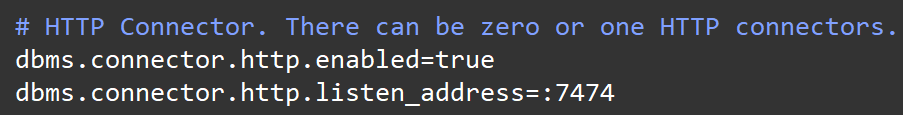 # HTTP Connector. There can be zero or one HTTP connectors.
dbms.connector.http.enabled=true
dbms.connector.http.listen_address=:7474